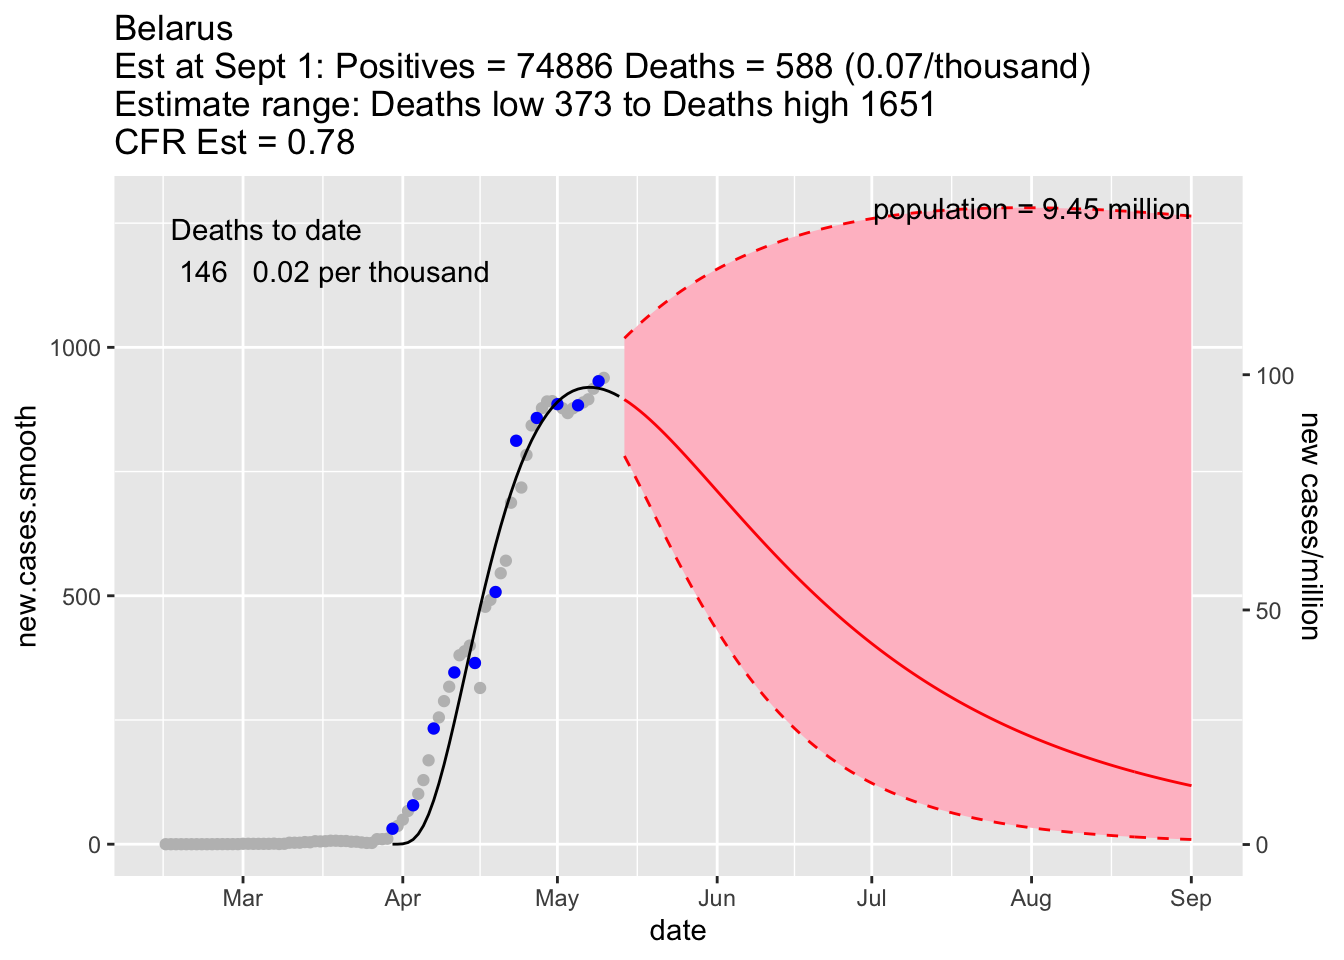 Belarus
Est at Sept 1: Positives = 74886 Deaths = 588 (0.07/thousand)
Estimate range: Deaths low 373 to Deaths high 1651
CFR Est = 0.78
population = 9.45 million
Deaths to date
146 0.02 per thousand
1000
500
0
new.cases.smooth
100
50
0
new cases/million
Mar Apr May Jun Jul Aug Sep
date